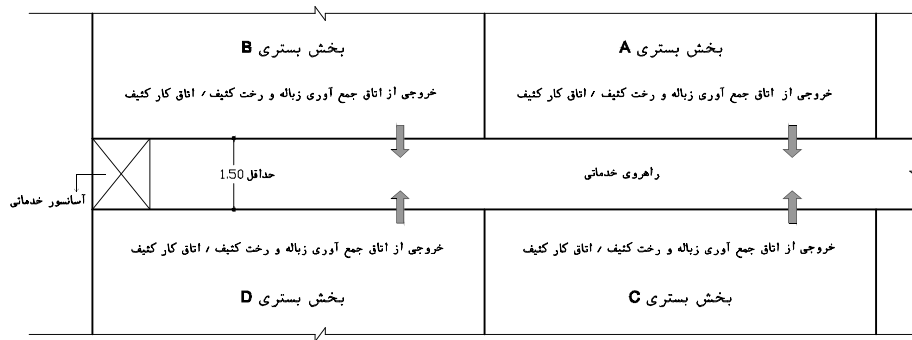 بخش بستری A
بخش بستری B
خروجی از اتاق جمع آوری زباله و رخت کثیف / اتاق کار کثیف
خروجی از اتاق جمع آوری زباله و رخت کثیف / اتاق کار کثیف
راهروی خدماتی
حداقل 1.50
آسانسور خدماتی
خروجی از اتاق جمع آوری زباله و رخت کثیف / اتاق کار کثیف
خروجی از اتاق جمع آوری زباله و رخت کثیف / اتاق کار کثیف
بخش بستری C
بخش بستری D